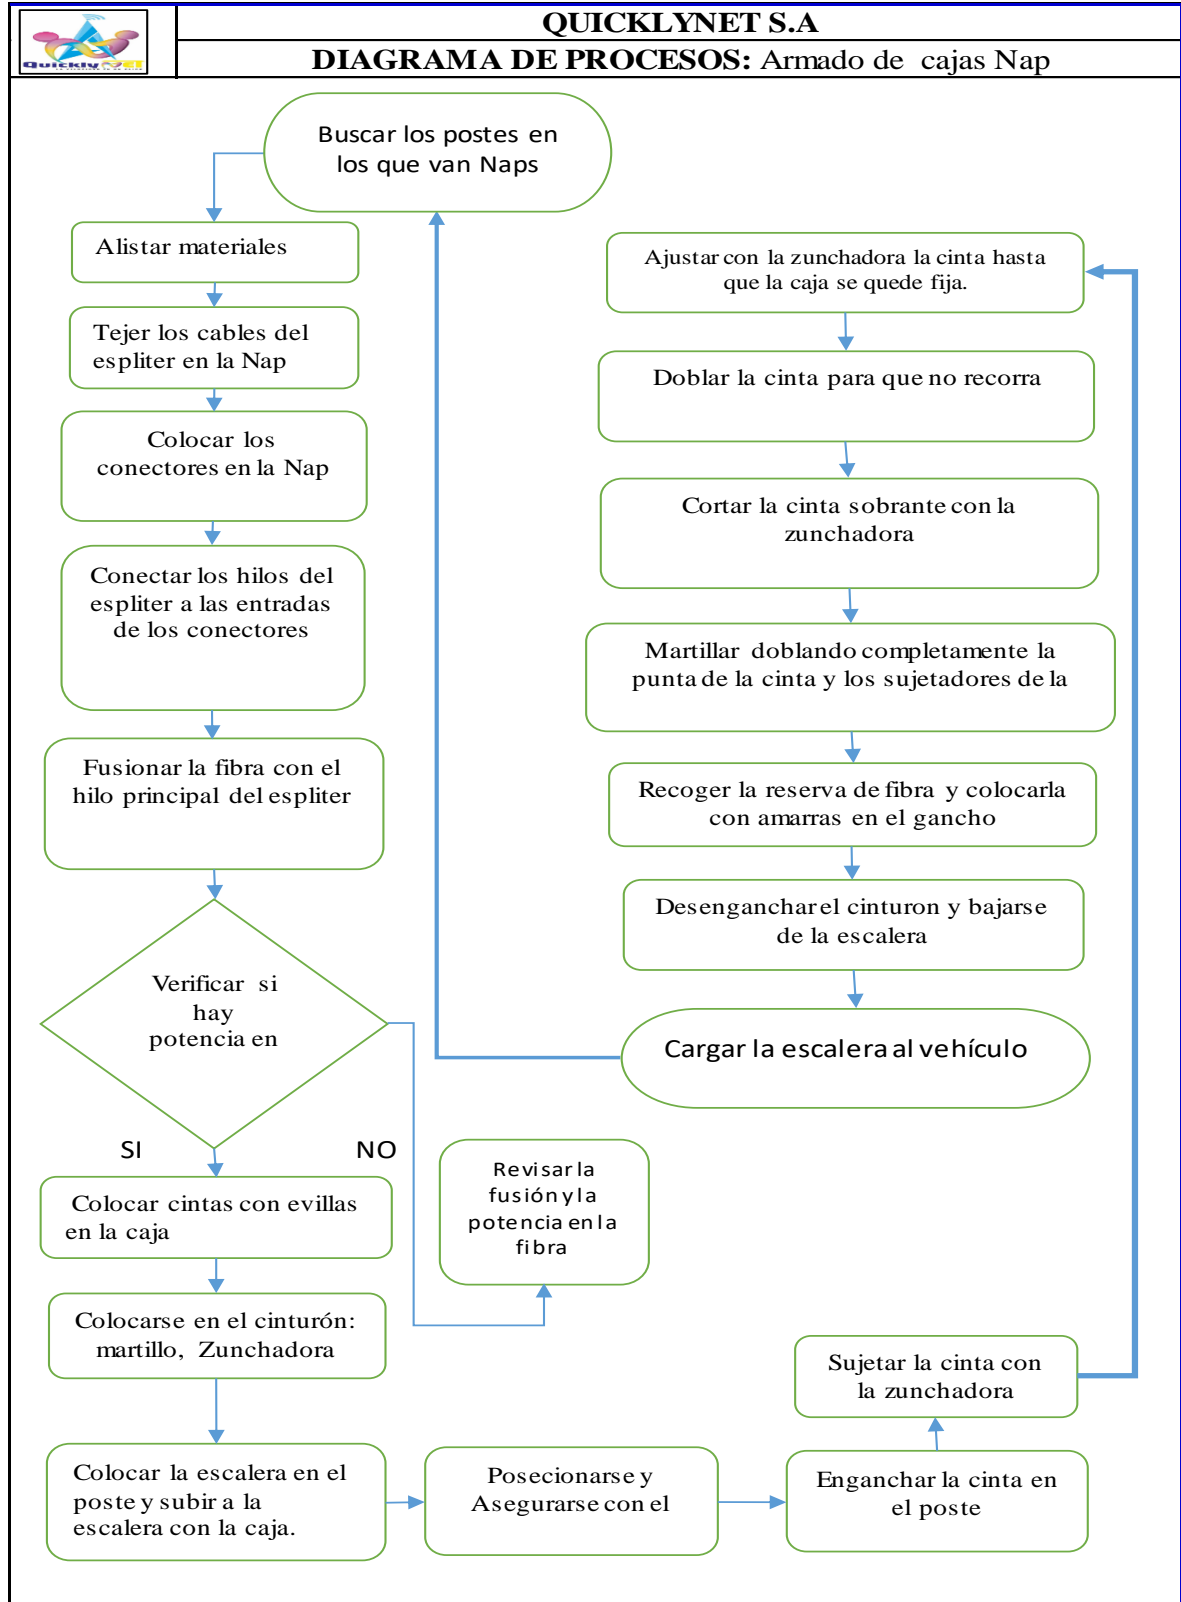 QUICKLYNET S.A
DIAGRAMA DE PROCESOS: Armado de cajas Nap
Buscar los postes en
los que van Naps
Alistar materiales
Tejer los cables del
espliter en la Nap
Colocar los
conectores en la Nap
Conectar los hilos del
espliter a las entradas
de los conectores
Fusionar la fibra con el
hilo principal del espliter
Verificar si
hay
potencia en
SI
NO
Revisar la
fusión y la
potencia en la
fibra
Colocar cintas con evillas
en la caja
Colocarse en el cinturón:
martillo, Zunchadora
Colocar la escalera en el
poste y subir a la
escalera con la caja.
Posecionarse y
Asegurarse con el
Enganchar la cinta en
el poste
Sujetar la cinta con
la zunchadora
Ajustar con la zunchadora la cinta hasta
que la caja se quede fija.
Doblar la cinta para que no recorra
Cortar la cinta sobrante con la
zunchadora
Martillar doblando completamente la
punta de la cinta y los sujetadores de la
Recoger la reserva de fibra y colocarla
con amarras en el gancho
Desenganchar el cinturon y bajarse
de la escalera
Cargar la escalera al vehículo